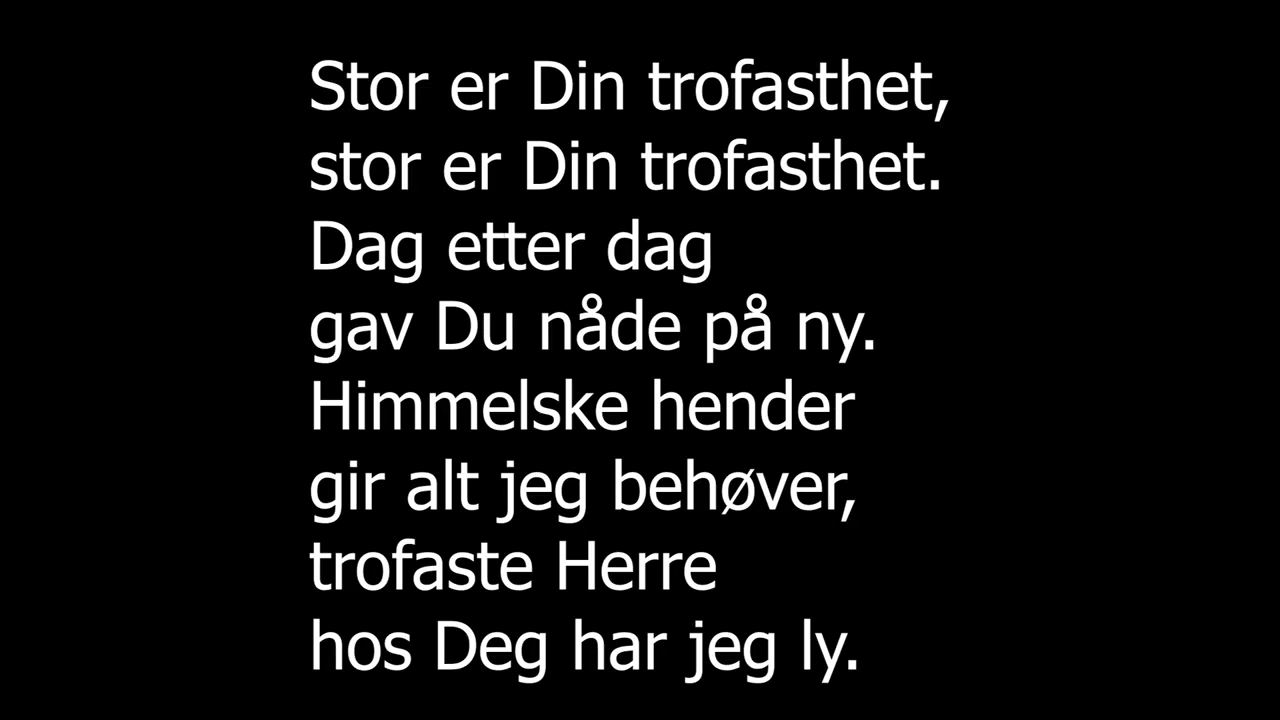 Stor er Din trofasthet,
stor er Din trofasthet.
Dag etter dag
gav Du nåde på ny.
Himmelske hender
gir alt jeg behøver,
trofaste Herre
hos Deg har jeg ly.